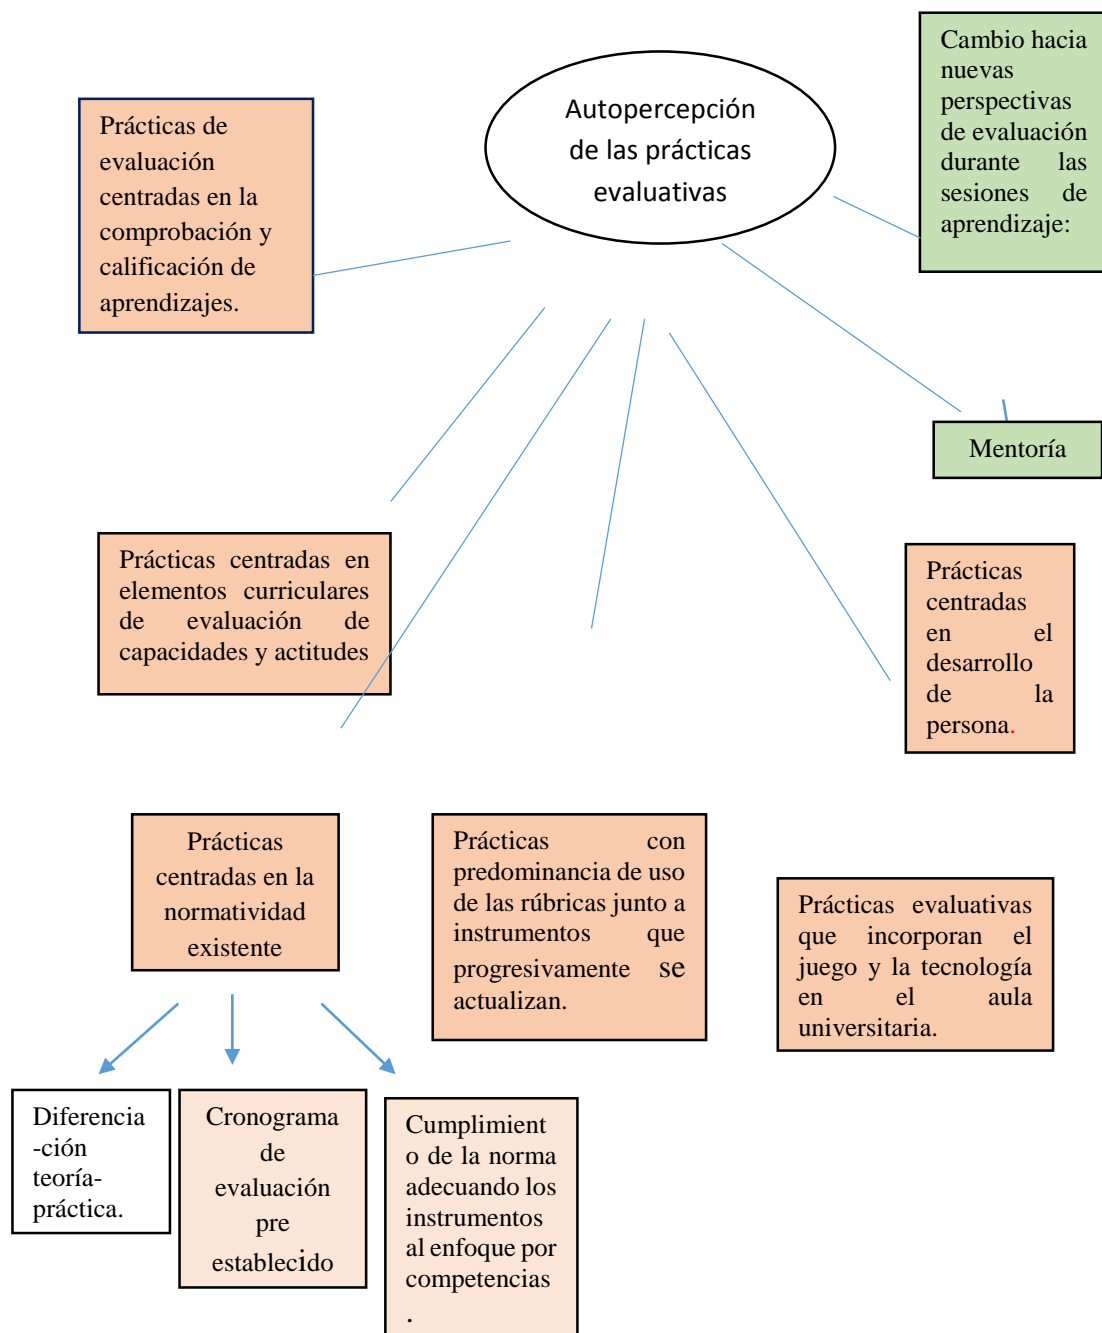 Autopercepción
de las prácticas
evaluativas
Cambio hacia
nuevas
perspectivas
de evaluación
durante las
sesiones de
aprendizaje:
Prácticas de
evaluación
centradas en la
comprobación y
calificación de
aprendizajes.
Mentoría
Prácticas centradas en
elementos curriculares
de evaluación de
capacidades y actitudes
Prácticas
centradas
en el
desarrollo
de la
persona.
Prácticas
centradas en la
normatividad
existente
Prácticas con
predominancia de uso
de las rúbricas junto a
instrumentos que
progresivamente se
actualizan.
Prácticas evaluativas
que incorporan el
juego y la tecnología
en el aula
universitaria.
Diferencia
-ción
teoría-
práctica.
Cronograma
de
evaluación
pre
establecido
Cumplimient
o de la norma
adecuando los
instrumentos
al enfoque por
competencias
.